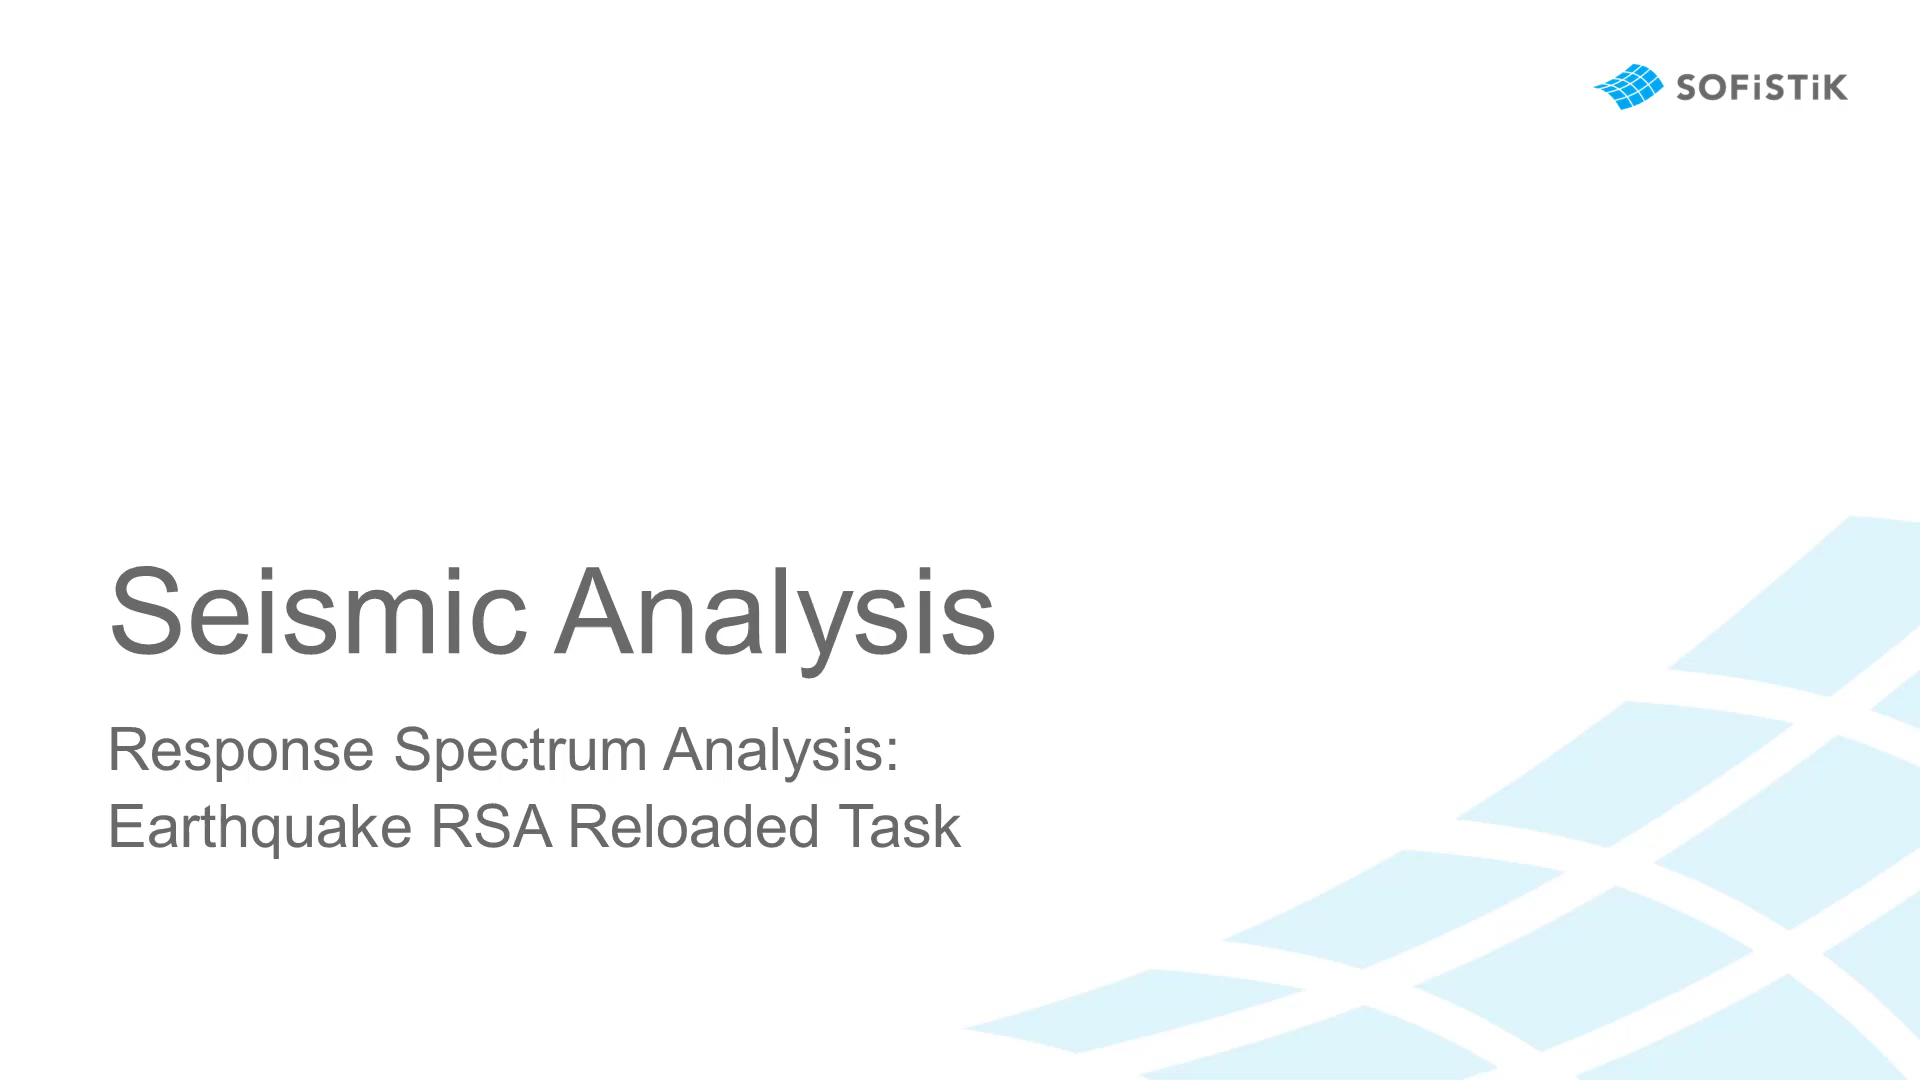 SOFiSTiK
Seismic Analysis
Response Spectrum Analysis:
Earthquake RSA Reloaded Task